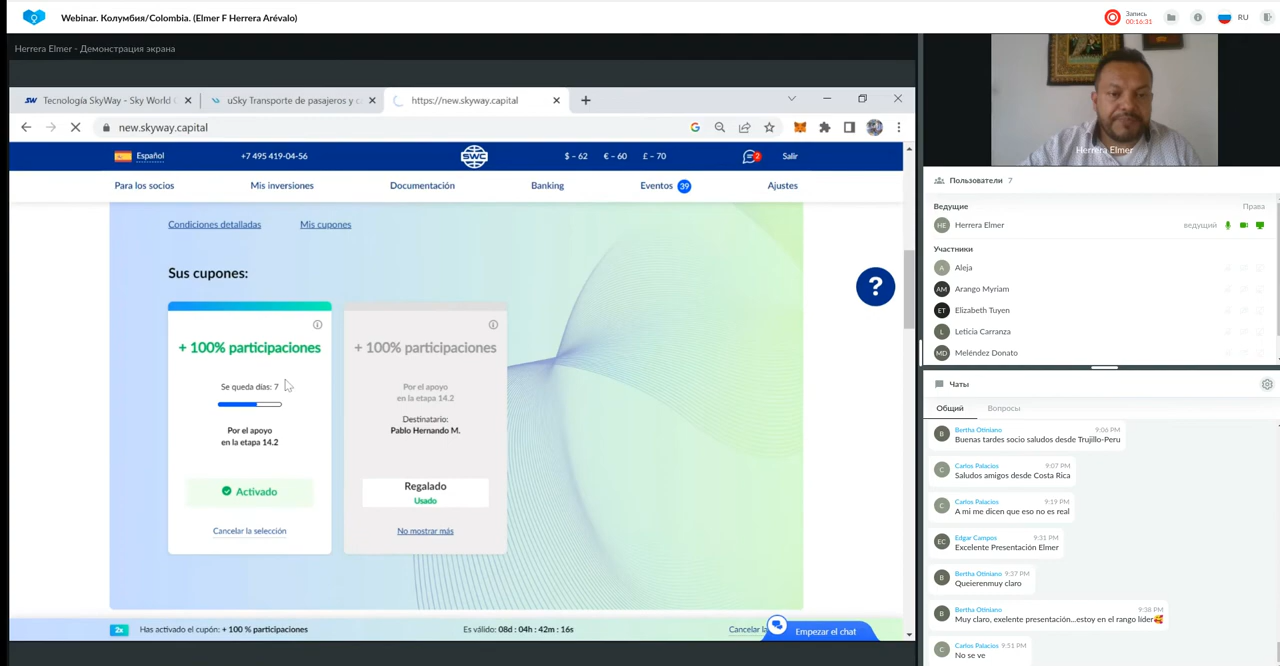 Webinar. Колумбия/Colombia. (Elmer F Herrera Arévalo)
Запись
00:16:31
RU
Herrera Elmer - Демонстрация экрана
SW Tecnología SkyWay - Sky World
uSky Transporte de pasajeros y
https://new.skyway.capital
new.skyway.capital
Español
+7 495 419-04-56
SWC
$ – 62
€ – 60
£ – 70
2
Salir
Para los socios
Mis inversiones
Documentación
Banking
Eventos 39
Ajustes
Condiciones detalladas
Mis cupones
Sus cupones:
+ 100% participaciones
Se queda días: 7
Por el apoyo
en la etapa 14.2
Activado
Cancelar la selección
+ 100% participaciones
Por el apoyo
en la etapa 14.2
Destinatario:
Pablo Hernando M.
Regalado
Usado
No mostrar más
?
2x Has activado el cupón: + 100 % participaciones
Es válido: 08d : 04h : 42m : 16s
Cancelar la
Empezar el chat
Herrera Elmer
Пользователи 7
Ведущие
Права
HE Herrera Elmer
ведущий
Участники
A Aleja
AM Arango Myriam
ET Elizabeth Tuyen
L Leticia Carranza
MD Meléndez Donato
Чаты
Общий
Вопросы
B Bertha Otiniano 9:06 PM
Buenas tardes socio saludos desde Trujillo-Peru
C Carlos Palacios 9:07 PM
Saludos amigos desde Costa Rica
C Carlos Palacios 9:19 PM
A mi me dicen que eso no es real
EC Edgar Campos 9:31 PM
Excelente Presentación Elmer
B Bertha Otiniano 9:37 PM
Queierenmuy claro
B Bertha Otiniano 9:38 PM
Muy claro, exelente presentación...estoy en el rango líder🥰
C Carlos Palacios 9:51 PM
No se ve